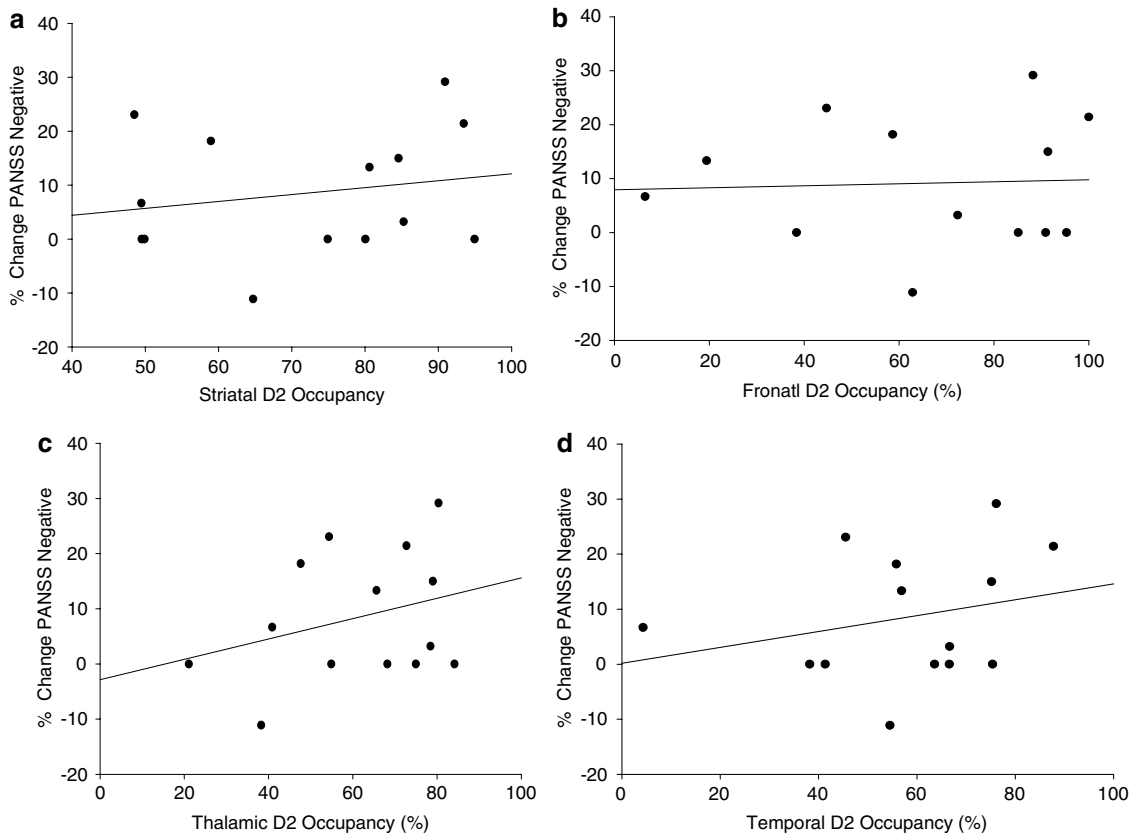 a
40
30
20
10
0
-10
-20
% Change PANSS Negative
40 50 60 70 80 90 100
Striatal D2 Occupancy
b
40
30
20
10
0
-10
-20
% Change PANSS Negative
0 20 40 60 80 100
Fronatl D2 Occupancy (%)
c
40
30
20
10
0
-10
-20
% Change PANSS Negative
0 20 40 60 80 100
Thalamic D2 Occupancy (%)
d
40
30
20
10
0
-10
-20
% Change PANSS Negative
0 20 40 60 80 100
Temporal D2 Occupancy (%)